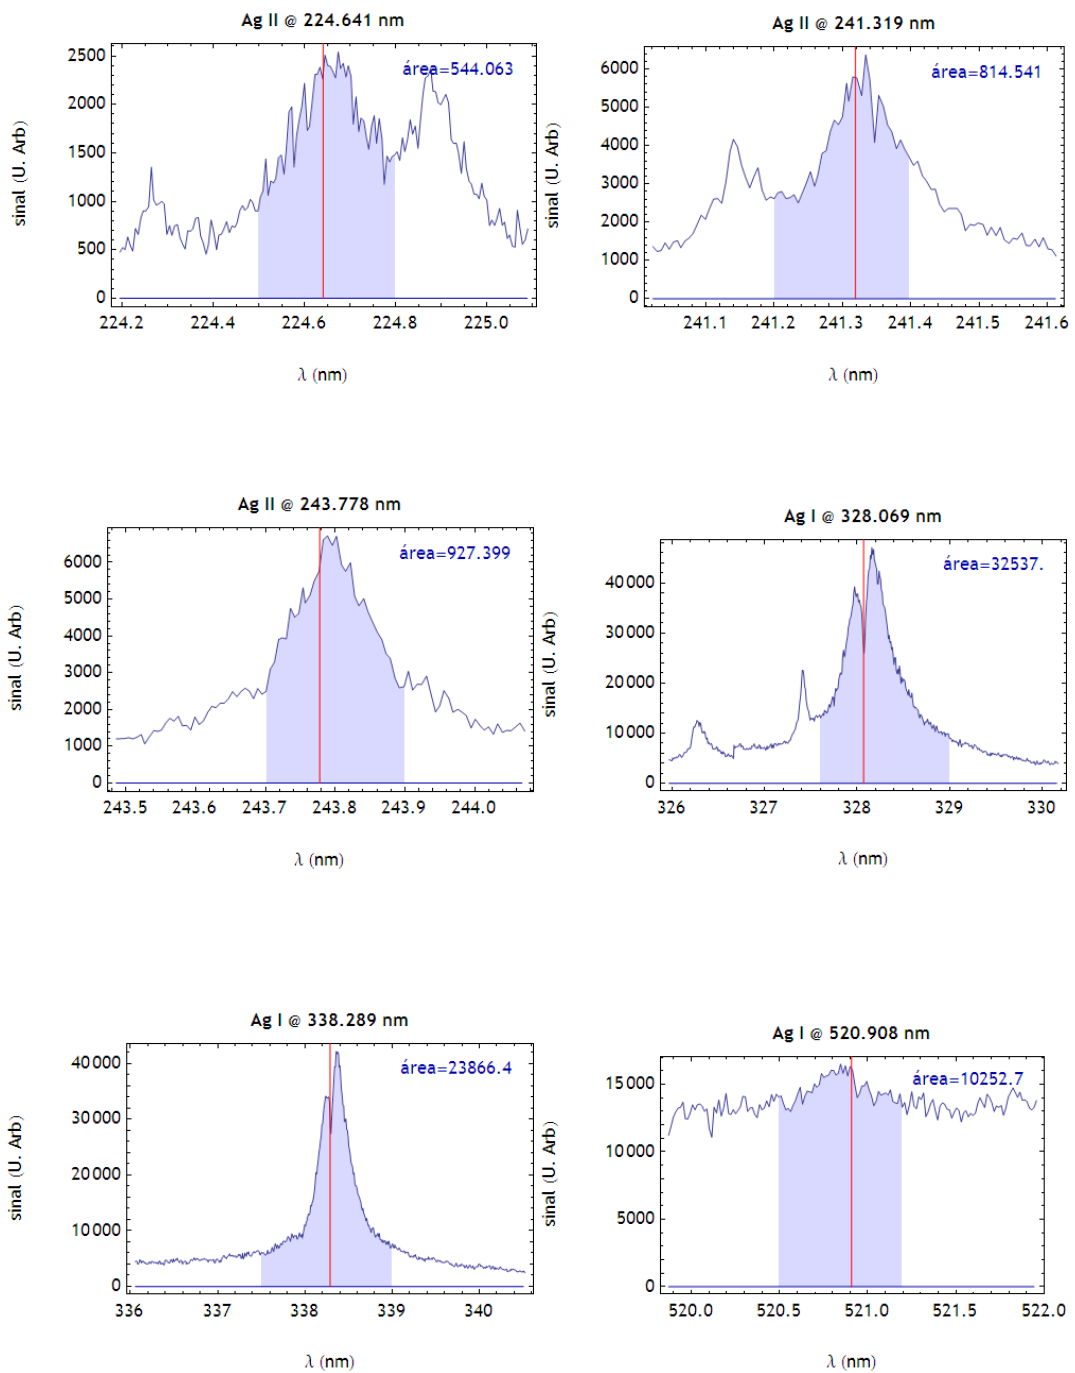 Ag II @ 224.641 nm
área=544.063
sinal (U. Arb)
2500
2000
1500
1000
500
0
224.2 224.4 224.6 224.8 225.0
λ (nm)
Ag II @ 241.319 nm
área=814.541
sinal (U. Arb)
6000
5000
4000
3000
2000
1000
0
241.1 241.2 241.3 241.4 241.5 241.6
λ (nm)
Ag II @ 243.778 nm
área=927.399
sinal (U. Arb)
6000
5000
4000
3000
2000
1000
0
243.5 243.6 243.7 243.8 243.9 244.0
λ (nm)
Ag I @ 328.069 nm
área=32537.
sinal (U. Arb)
40000
30000
20000
10000
0
326 327 328 329 330
λ (nm)
Ag I @ 338.289 nm
área=23866.4
sinal (U. Arb)
40000
30000
20000
10000
0
336 337 338 339 340
λ (nm)
Ag I @ 520.908 nm
área=10252.7
sinal (U. Arb)
15000
10000
5000
0
520.0 520.5 521.0 521.5 522.0
λ (nm)